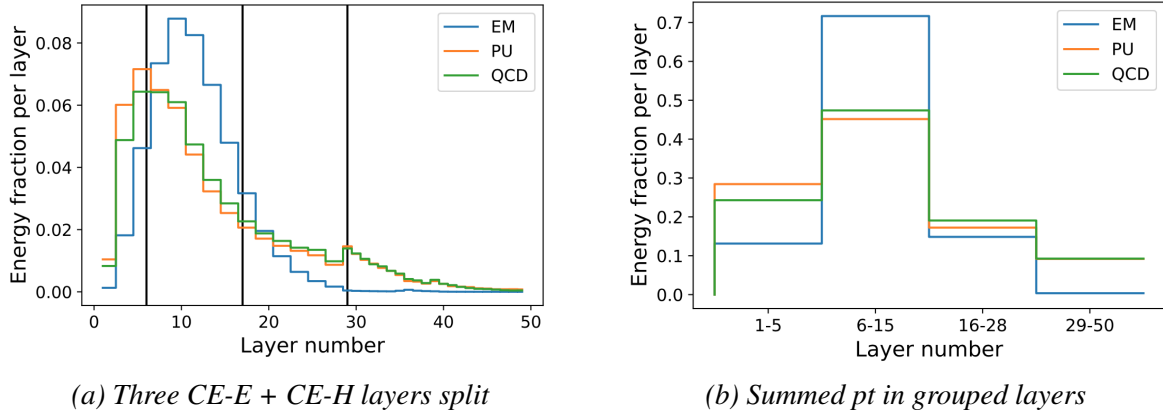 Energy fraction per layer
0.08
0.06
0.04
0.02
0.00
EM
PU
QCD
0 10 20 30 40 50
Layer number
(a) Three CE-E + CE-H layers split
Energy fraction per layer
0.7
0.6
0.5
0.4
0.3
0.2
0.1
0.0
EM
PU
QCD
1-5 6-15 16-28 29-50
Layer number
(b) Summed pt in grouped layers